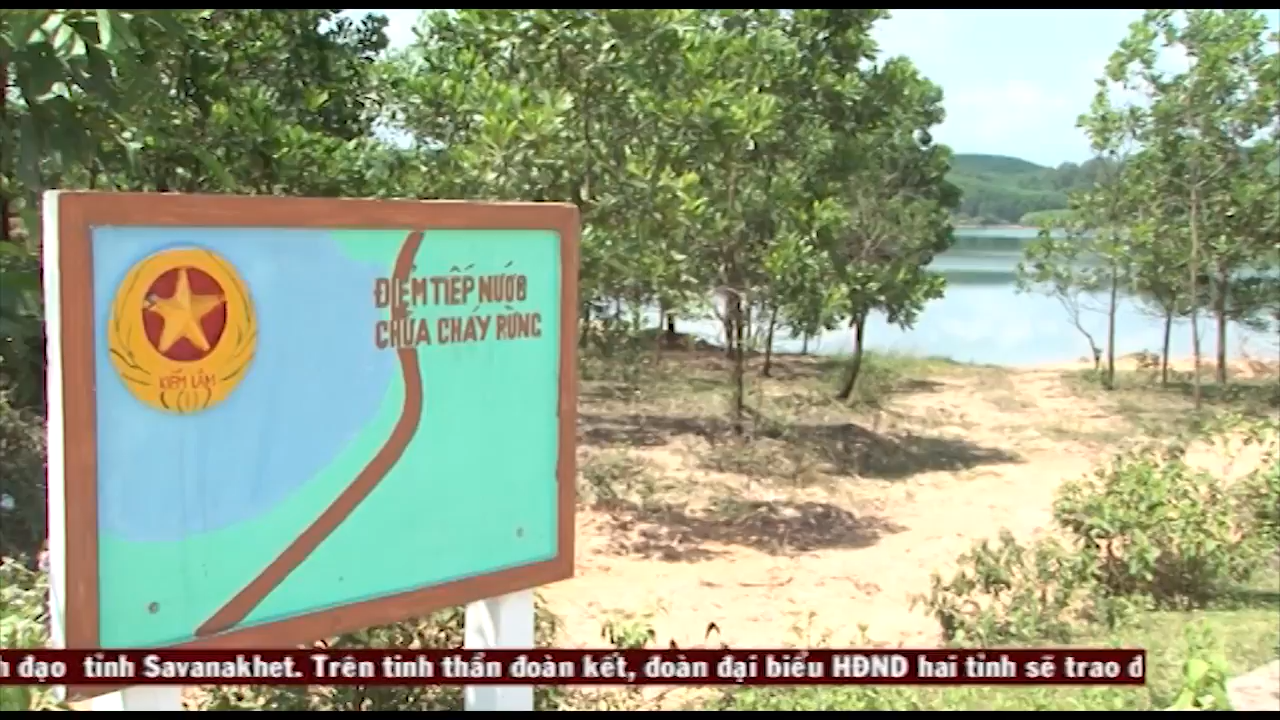 KIỂM LÂM
ĐIỂM TIẾP NƯỚC
CHỮA CHÁY RỪNG
h đạo tỉnh Savanakhet. Trên tinh thần đoàn kết, đoàn đại biểu HĐND hai tỉnh sẽ trao đ